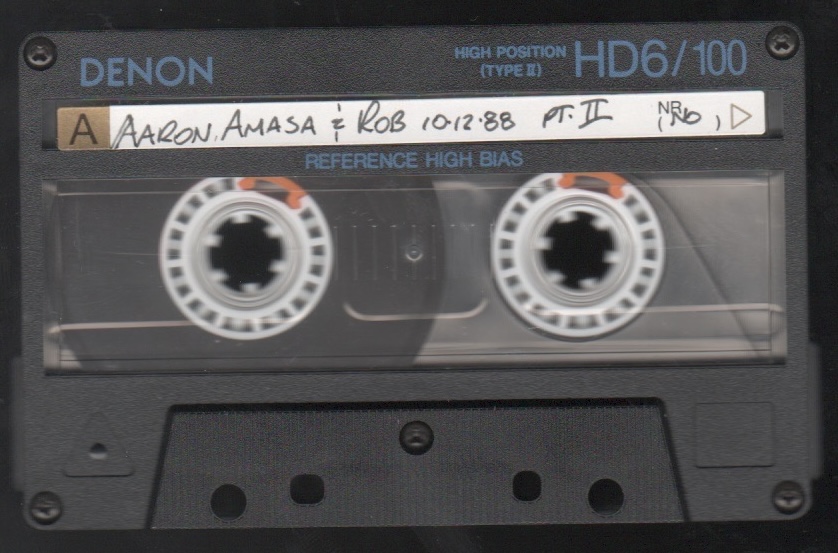 DENON
HIGH POSITION
(TYPE II)
HD6/100
A AARON, AMASA & ROB 10·12·88 PT. II NR (NO)
REFERENCE HIGH BIAS